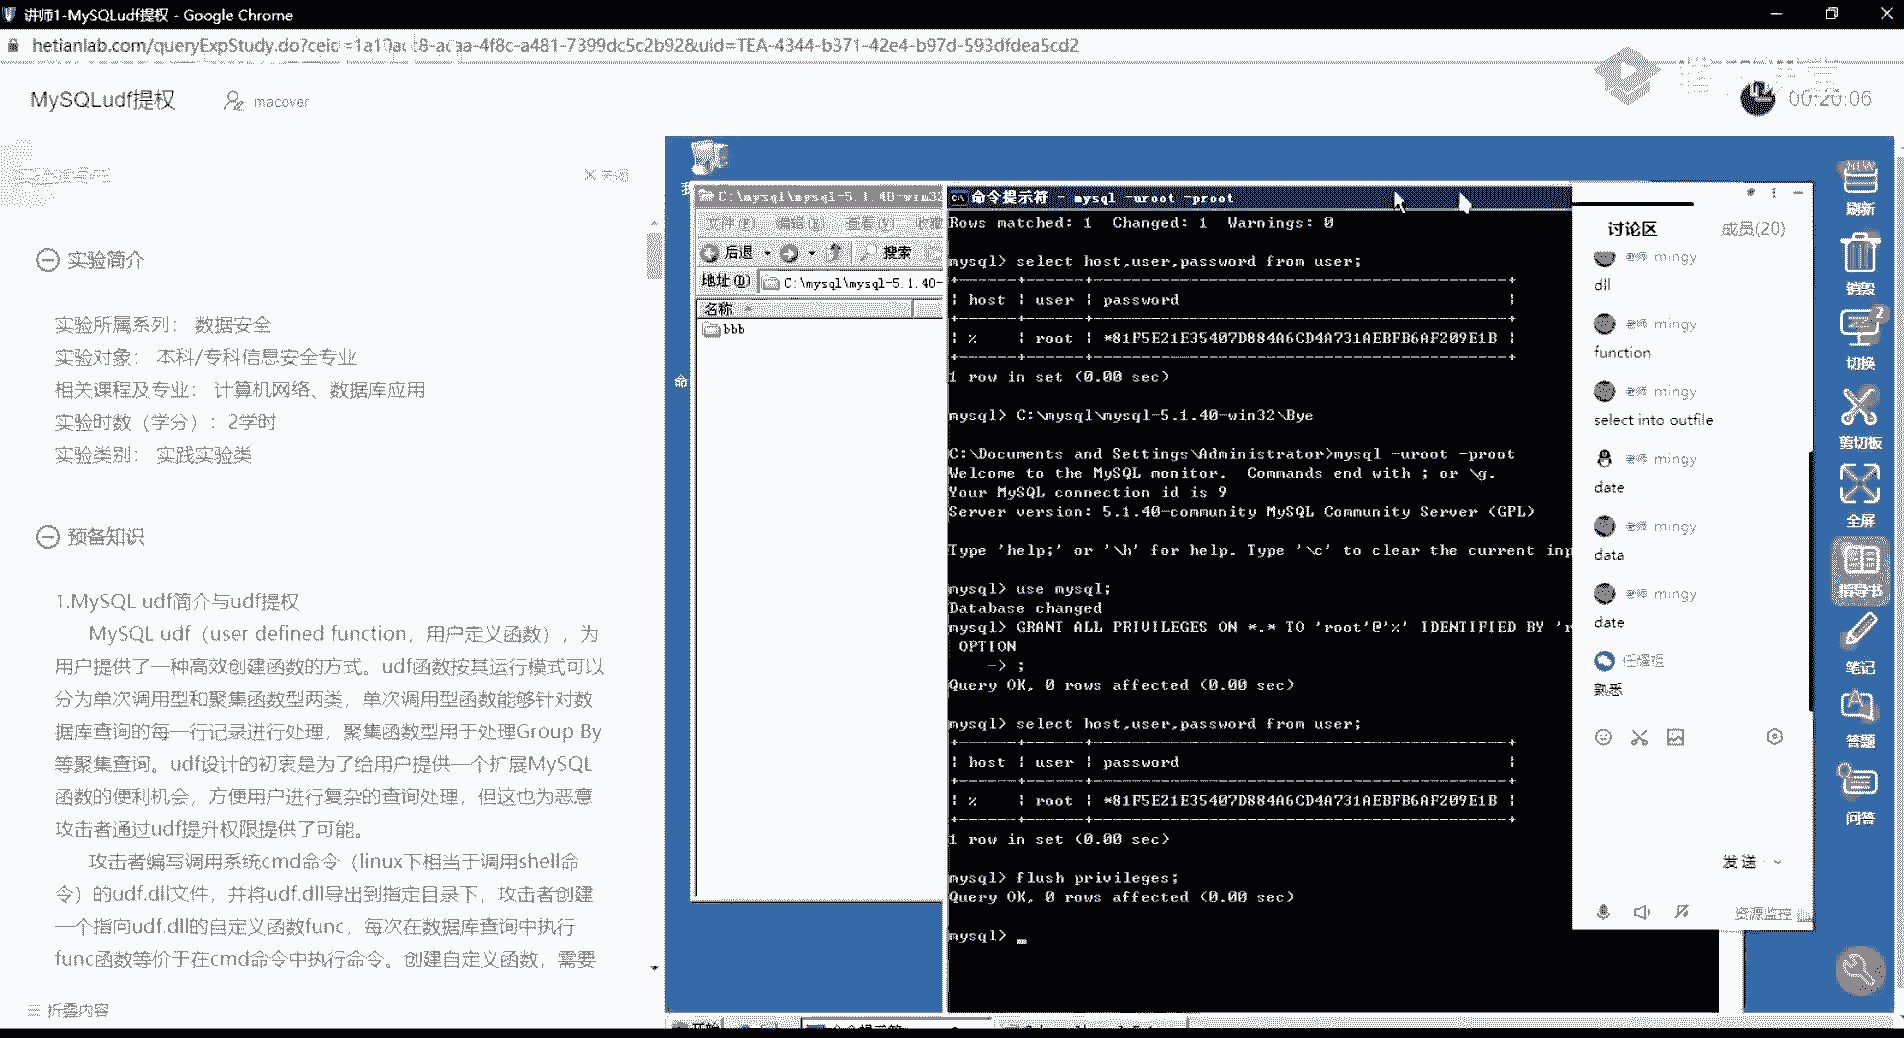 讲师1-MySQLudf提权 - Google Chrome
MySQLudf提权
macover
00:20:06
关闭
实验简介
实验所属系列： 数据安全
实验对象： 本科/专科信息安全专业
相关课程及专业： 计算机网络、数据库应用
实验时数（学分）：2学时
实验类别： 实践实验类
预备知识
1.MySQL udf简介与udf提权
MySQL udf（user defined function，用户定义函数），为
用户提供了一种高效创建函数的方式。udf函数按其运行模式可以
分为单次调用型和聚集函数型两类，单次调用型函数能够针对数
据库查询的每一行记录进行处理，聚集函数型用于处理Group By
等聚集查询。udf设计的初衷是为了给用户提供一个扩展MySQL
函数的便利机会，方便用户进行复杂的查询处理，但这也为恶意
攻击者通过udf提升权限提供了可能。
攻击者编写调用系统cmd命令（linux下相当于调用shell命
令）的udf.dll文件，并将udf.dll导出到指定目录下，攻击者创建
一个指向udf.dll的自定义函数func，每次在数据库查询中执行
func函数等价于在cmd命令中执行命令。创建自定义函数，需要
折叠内容
C:\mysql\mysql-5.1.40-win32
文件(F) 编辑(E) 查看(V) 收藏
后退 搜索
地址(D) C:\mysql\mysql-5.1.40-
名称
bbb
命令提示符 - mysql -uroot -proot
Rows matched: 1 Changed: 1 Warnings: 0
mysql> select host,user,password from user;
| host | user | password |
| % | root | *81F5E21E35407D884A6CD4A731AEBFB6AF209E1B |
1 row in set (0.00 sec)
mysql> C:\mysql\mysql-5.1.40-win32\Bye
C:\Documents and Settings\Administrator>mysql -uroot -proot
Welcome to the MySQL monitor. Commands end with ; or \g.
Your MySQL connection id is 9
Server version: 5.1.40-community MySQL Community Server (GPL)
Type 'help;' or '\h' for help. Type '\c' to clear the current inp
mysql> use mysql;
Database changed
mysql> GRANT ALL PRIVILEGES ON *.* TO 'root'@'%' IDENTIFIED BY 'r
OPTION
-> ;
Query OK, 0 rows affected (0.00 sec)
mysql> select host,user,password from user;
| host | user | password |
| % | root | *81F5E21E35407D884A6CD4A731AEBFB6AF209E1B |
1 row in set (0.00 sec)
mysql> flush privileges;
Query OK, 0 rows affected (0.00 sec)
mysql>
讨论区 成员(20)
老师 mingy
dll
老师 mingy
function
老师 mingy
select into outfile
老师 mingy
date
老师 mingy
data
老师 mingy
date
熟悉
发送
资源监控
刷新
销毁
2
切换
剪切板
全屏
指导书
笔记
答题
问答